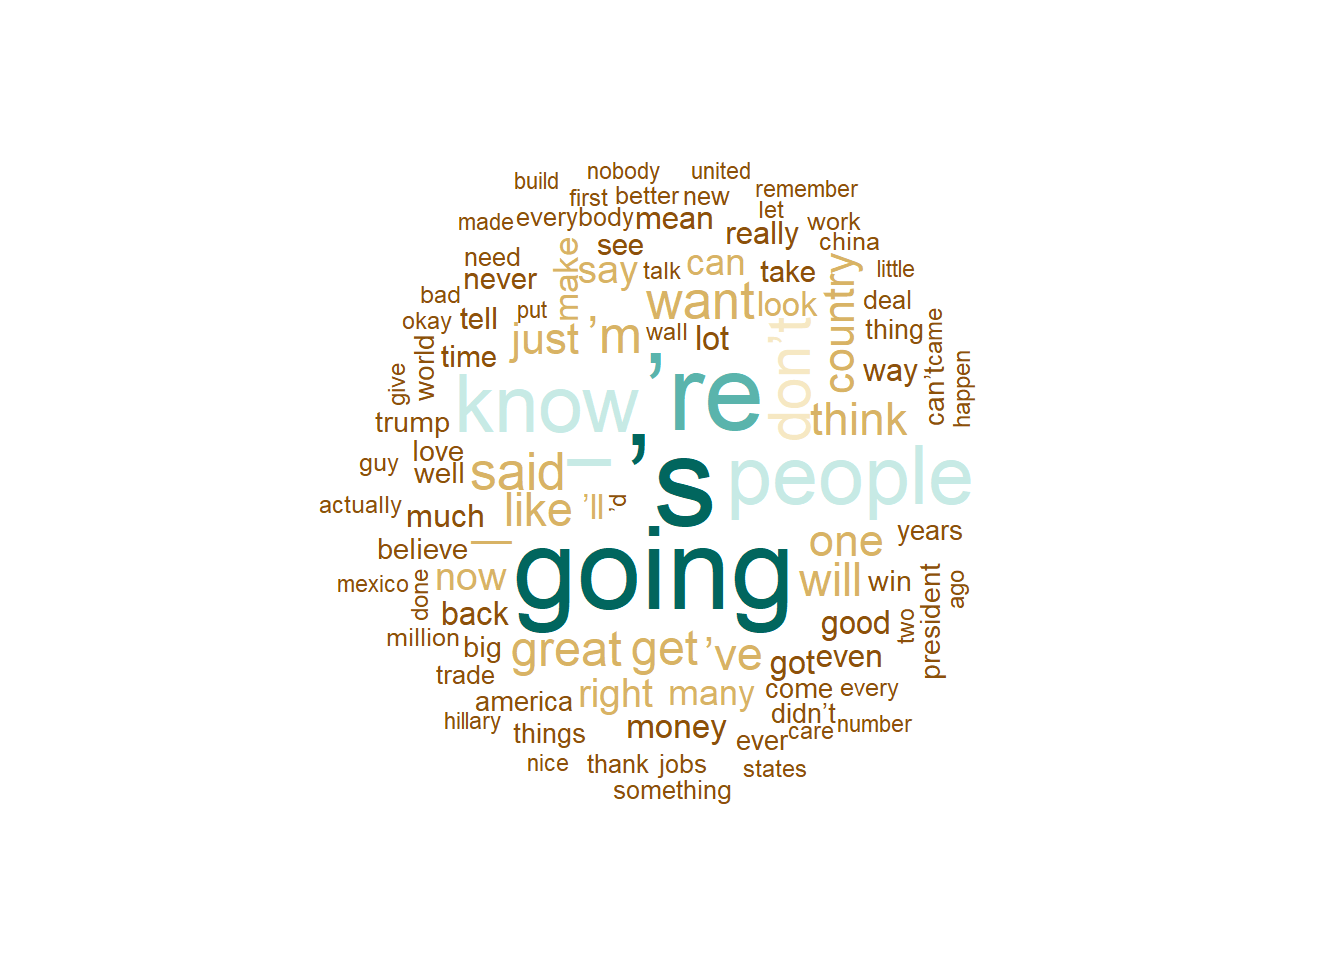 nobody
united
build
first
better
new
remember
made
everybody
mean
let
work
really
china
see
need
never
make
say
talk
can
take
country
little
bad
put
want
look
deal
okay
tell
just
’m
wall
lot
don’t
thing
came
world
time
give
know
’re
think
way
can’t
happen
trump
love
guy
well
said
—
’s
people
actually
much
like
’ll
’d
believe
—
going
one
years
mexico
done
now
will
win
ago
back
good
two
president
million
big
great
get
’ve
got
even
trade
america
right
many
come
every
hillary
things
money
didn’t
ever
care
number
nice
thank
jobs
states
something